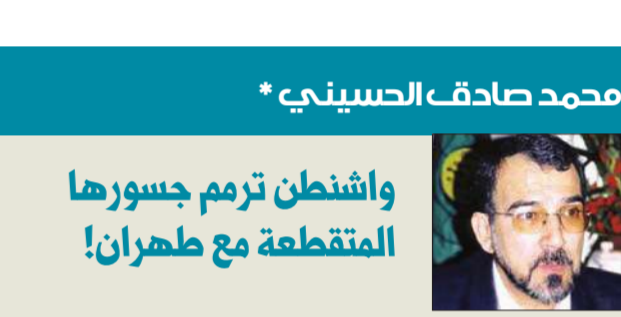 محمد صادق الحسيني *
واشنطن ترمم جسورها
المتقطعة مع طهران!